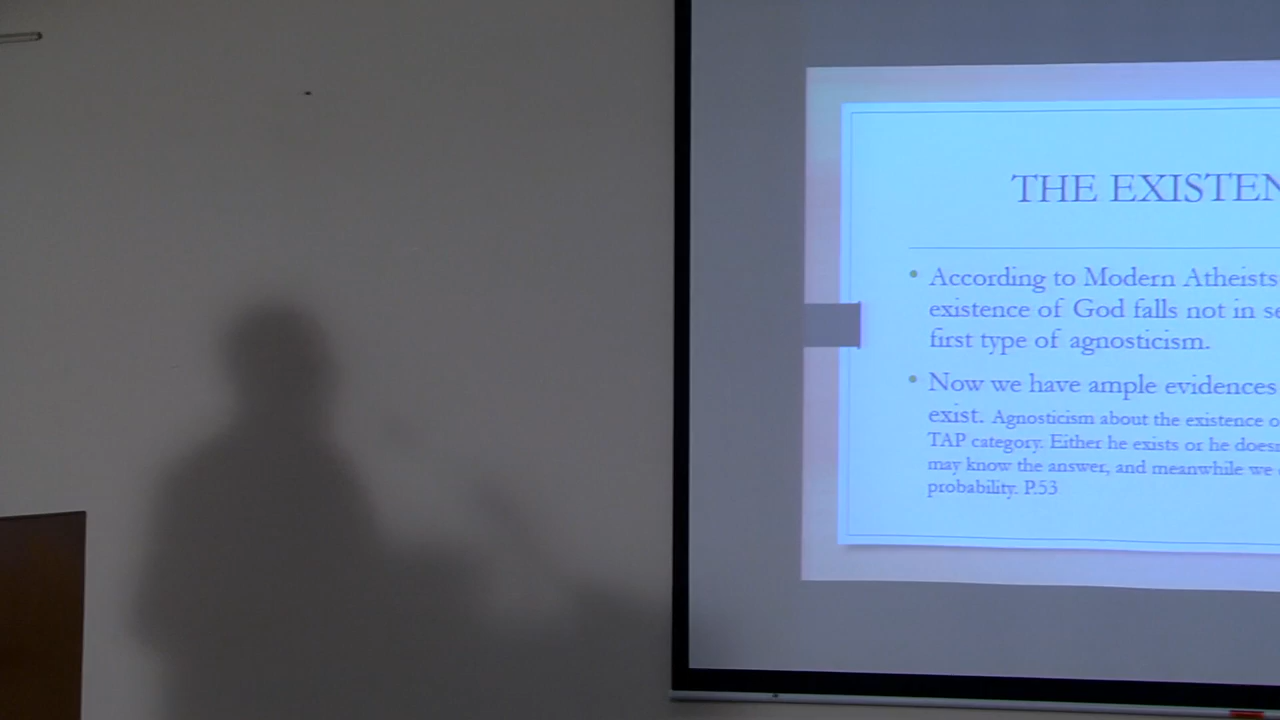 THE EXISTEN
• According to Modern Atheists
existence of God falls not in se
first type of agnosticism.
• Now we have ample evidences
exist. Agnosticism about the existence o
TAP category. Either he exists or he doesn
may know the answer, and meanwhile we
probability. P.53